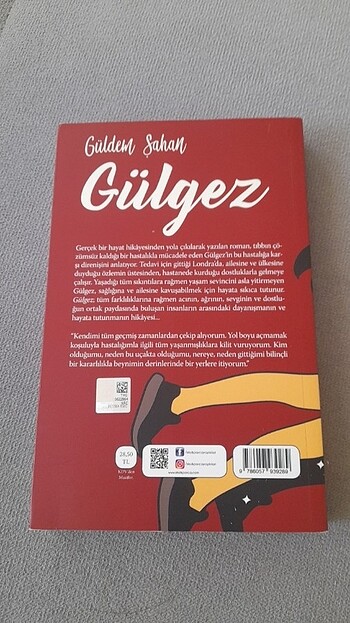 Güldem Şahan
Gülgez
Gerçek bir hayat hikâyesinden yola çıkılarak yazılan roman, tıbbın çö-
zümsüz kaldığı bir hastalıkla mücadele eden Gülgez'in bu hastalığa kar-
şı direnişini anlatıyor. Tedavi için gittiği Londra'da, ailesine ve ülkesine
duyduğu özlemin üstesinden, hastanede kurduğu dostluklarla gelmeye
çalışır. Yaşadığı tüm sıkıntılara rağmen yaşam sevincini asla yitirmeyen
Gülgez, sağlığına ve ailesine kavuşabilmek için hayata sıkıca tutunur.
Gülgez; tüm farklılıklarına rağmen acının, ağrının, sevginin ve dostlu-
ğun ortak paydasında buluşan insanların arasındaki dayanışmanın ve
hayata tutunmanın hikâyesi...
"Kendimi tüm geçmiş zamanlardan çekip alıyorum. Yol boyu açmamak
koşuluyla hastalığımla ilgili tüm yaşanmışlıklara kilit vuruyorum. Kim
olduğumu, neden bu uçakta olduğumu, nereye, neden gittiğimi bilinçli
bir kararlılıkla beynimin derinlerinde bir yerlere itiyorum."
28,50
TL
KDV'den
Muaftır.
9 786057 939289